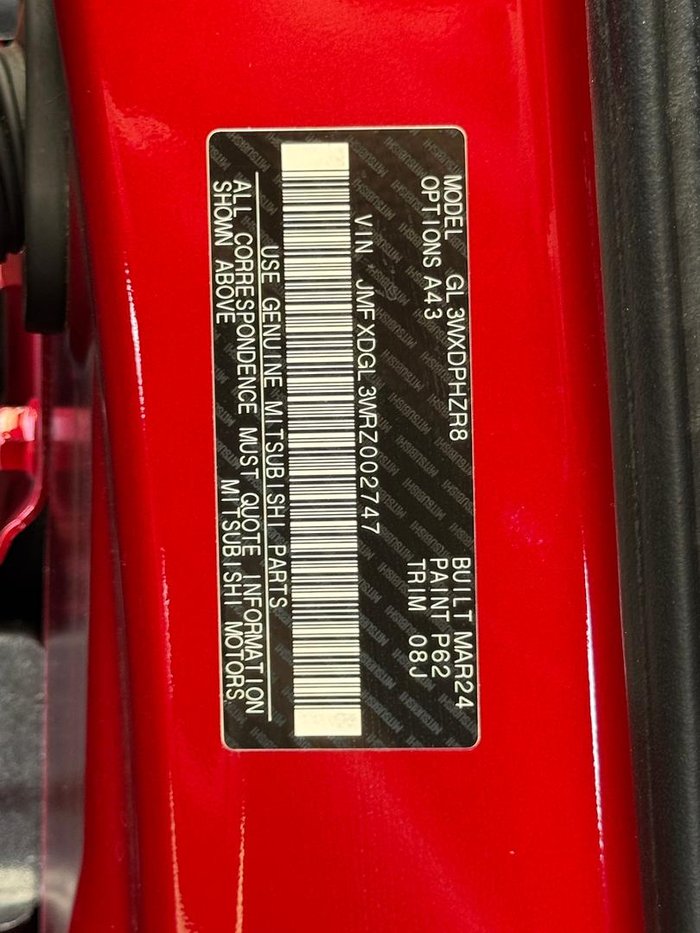 MODEL GL3WXDPHZR8 BUILT MAR24
OPTIONS A43 PAINT P62
TRIM 08J
VIN JMFXDGL3WRZ002747
USE GENUINE MITSUBISHI PARTS
ALL CORRESPONDENCE MUST QUOTE INFORMATION
SHOWN ABOVE MITSUBISHI MOTORS